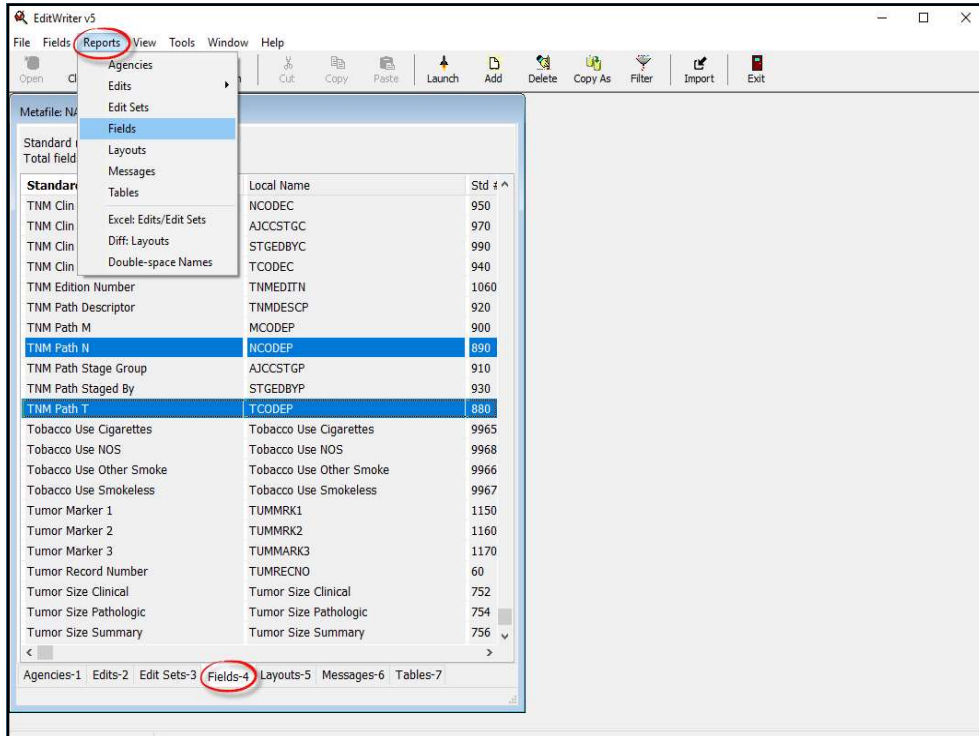 EditWriter v5
File Fields Reports View Tools Window Help
Open Cl Cut Copy Paste Launch Add Delete Copy As Filter Import Exit
Agencies
Edits
Edit Sets
Fields
Layouts
Messages
Tables
Excel: Edits/Edit Sets
Diff: Layouts
Double-space Names
Metafile: NA
Standard
Total field
Standar Local Name Std #
TNM Clin NCODEC 950
TNM Clin AJCCSTGC 970
TNM Clin STGEDBYC 990
TNM Clin TCODEC 940
TNM Edition Number TNMEDITN 1060
TNM Path Descriptor TNMDESCP 920
TNM Path M MCODEP 900
TNM Path N NCODEP 890
TNM Path Stage Group AJCCSTGP 910
TNM Path Staged By STGEDBYP 930
TNM Path T TCODEP 880
Tobacco Use Cigarettes Tobacco Use Cigarettes 9965
Tobacco Use NOS Tobacco Use NOS 9968
Tobacco Use Other Smoke Tobacco Use Other Smoke 9966
Tobacco Use Smokeless Tobacco Use Smokeless 9967
Tumor Marker 1 TUMMRK1 1150
Tumor Marker 2 TUMMRK2 1160
Tumor Marker 3 TUMMARK3 1170
Tumor Record Number TUMRECNO 60
Tumor Size Clinical Tumor Size Clinical 752
Tumor Size Pathologic Tumor Size Pathologic 754
Tumor Size Summary Tumor Size Summary 756
Agencies-1 Edits-2 Edit Sets-3 Fields-4 Layouts-5 Messages-6 Tables-7